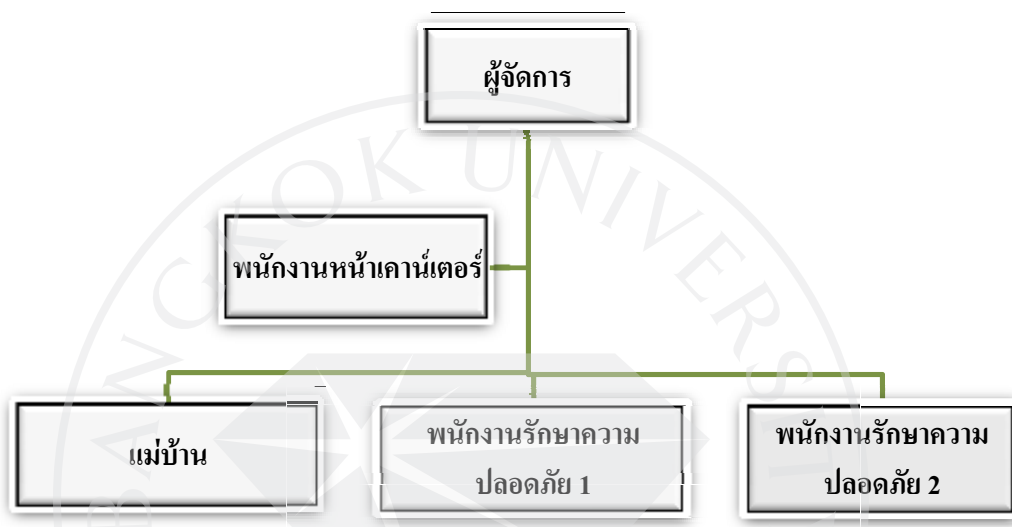 ผู้จัดการ
พนักงานหน้าเคาน์เตอร์
แม่บ้าน
พนักงานรักษาความ
ปลอดภัย 1
พนักงานรักษาความ
ปลอดภัย 2
BANGKOK UNIVERSITY